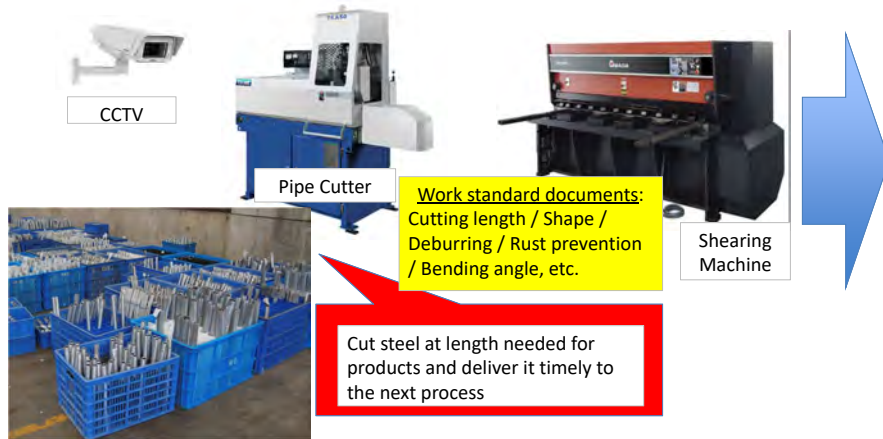 CCTV
Pipe Cutter
Work standard documents:
Cutting length / Shape /
Deburring / Rust prevention
/ Bending angle, etc.
Shearing
Machine
Cut steel at length needed for
products and deliver it timely to
the next process